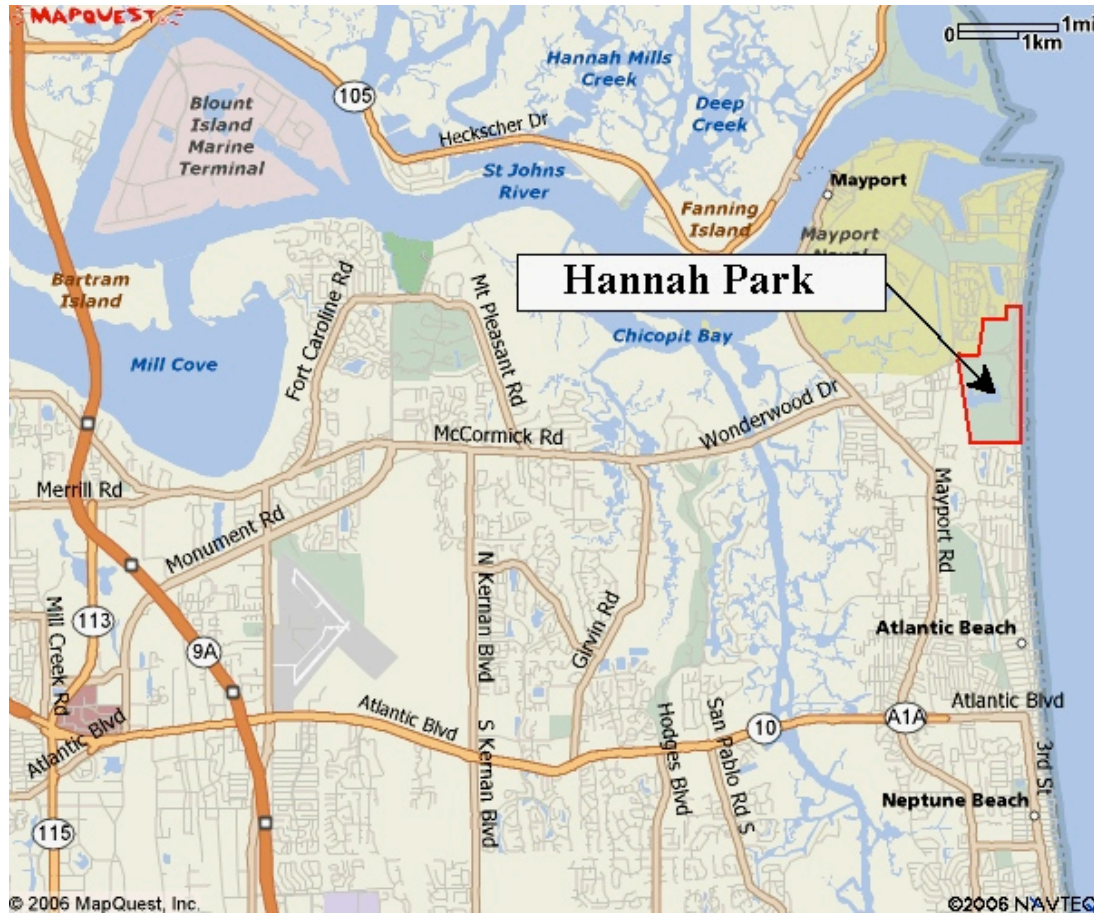 MAPQUEST
1mi
0
1km
Hannah Mills
Creek
105
Blount
Island
Marine
Terminal
Deep
Creek
Heckscher Dr
St Johns
River
Mayport
Fanning
Island
Mayport
Hannah Park
Bartram
Island
Fort Caroline Rd
Mt Pleasant Rd
Chicopit Bay
Mill Cove
Wonderwood Dr
McCormick Rd
Merrill Rd
Mayport Rd
Monument Rd
N Kernan Blvd
Girvin Rd
Mill Creek Rd
113
Atlantic Beach
9A
Atlantic Blvd
Atlantic Blvd
Atlantic Blvd
S Kernan Blvd
Hodges Blvd
San Pablo Rd S
10
A1A
3rd St
Neptune Beach
115
© 2006 MapQuest, Inc.
©2006 NAVTEQ